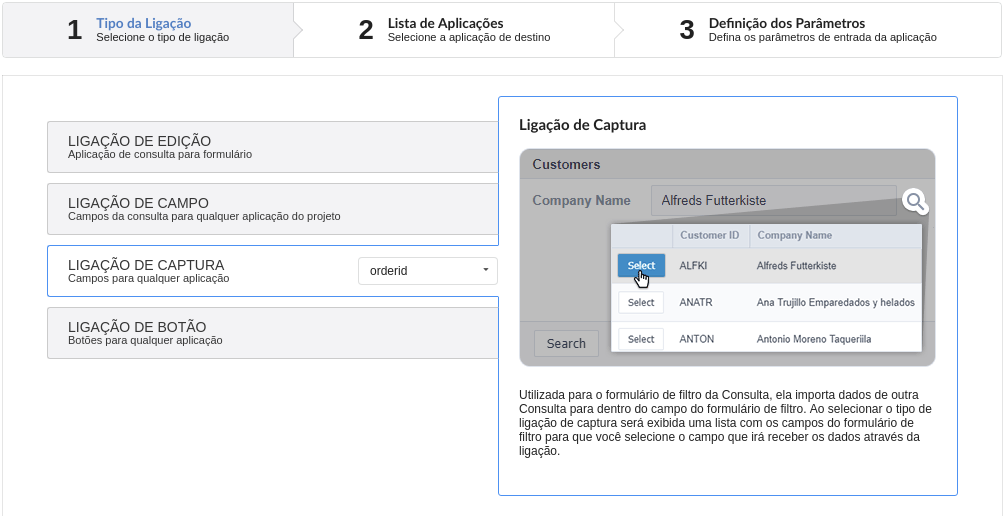 1 Tipo da Ligação
Selecione o tipo de ligação
2 Lista de Aplicações
Selecione a aplicação de destino
3 Definição dos Parâmetros
Defina os parâmetros de entrada da aplicação
LIGAÇÃO DE EDIÇÃO
Aplicação de consulta para formulário
LIGAÇÃO DE CAMPO
Campos da consulta para qualquer aplicação do projeto
LIGAÇÃO DE CAPTURA
Campos para qualquer aplicação
orderid
LIGAÇÃO DE BOTÃO
Botões para qualquer aplicação
Ligação de Captura
Customers
Company Name Alfreds Futterkiste
Customer ID Company Name
Select ALFKI Alfreds Futterkiste
Select ANATR Ana Trujillo Emparedados y helados
Select ANTON Antonio Moreno Taqueriila
Search
Utilizada para o formulário de filtro da Consulta, ela importa dados de outra
Consulta para dentro do campo do formulário de filtro. Ao selecionar o tipo de
ligação de captura será exibida uma lista com os campos do formulário de
filtro para que você selecione o campo que irá receber os dados através da
ligação.